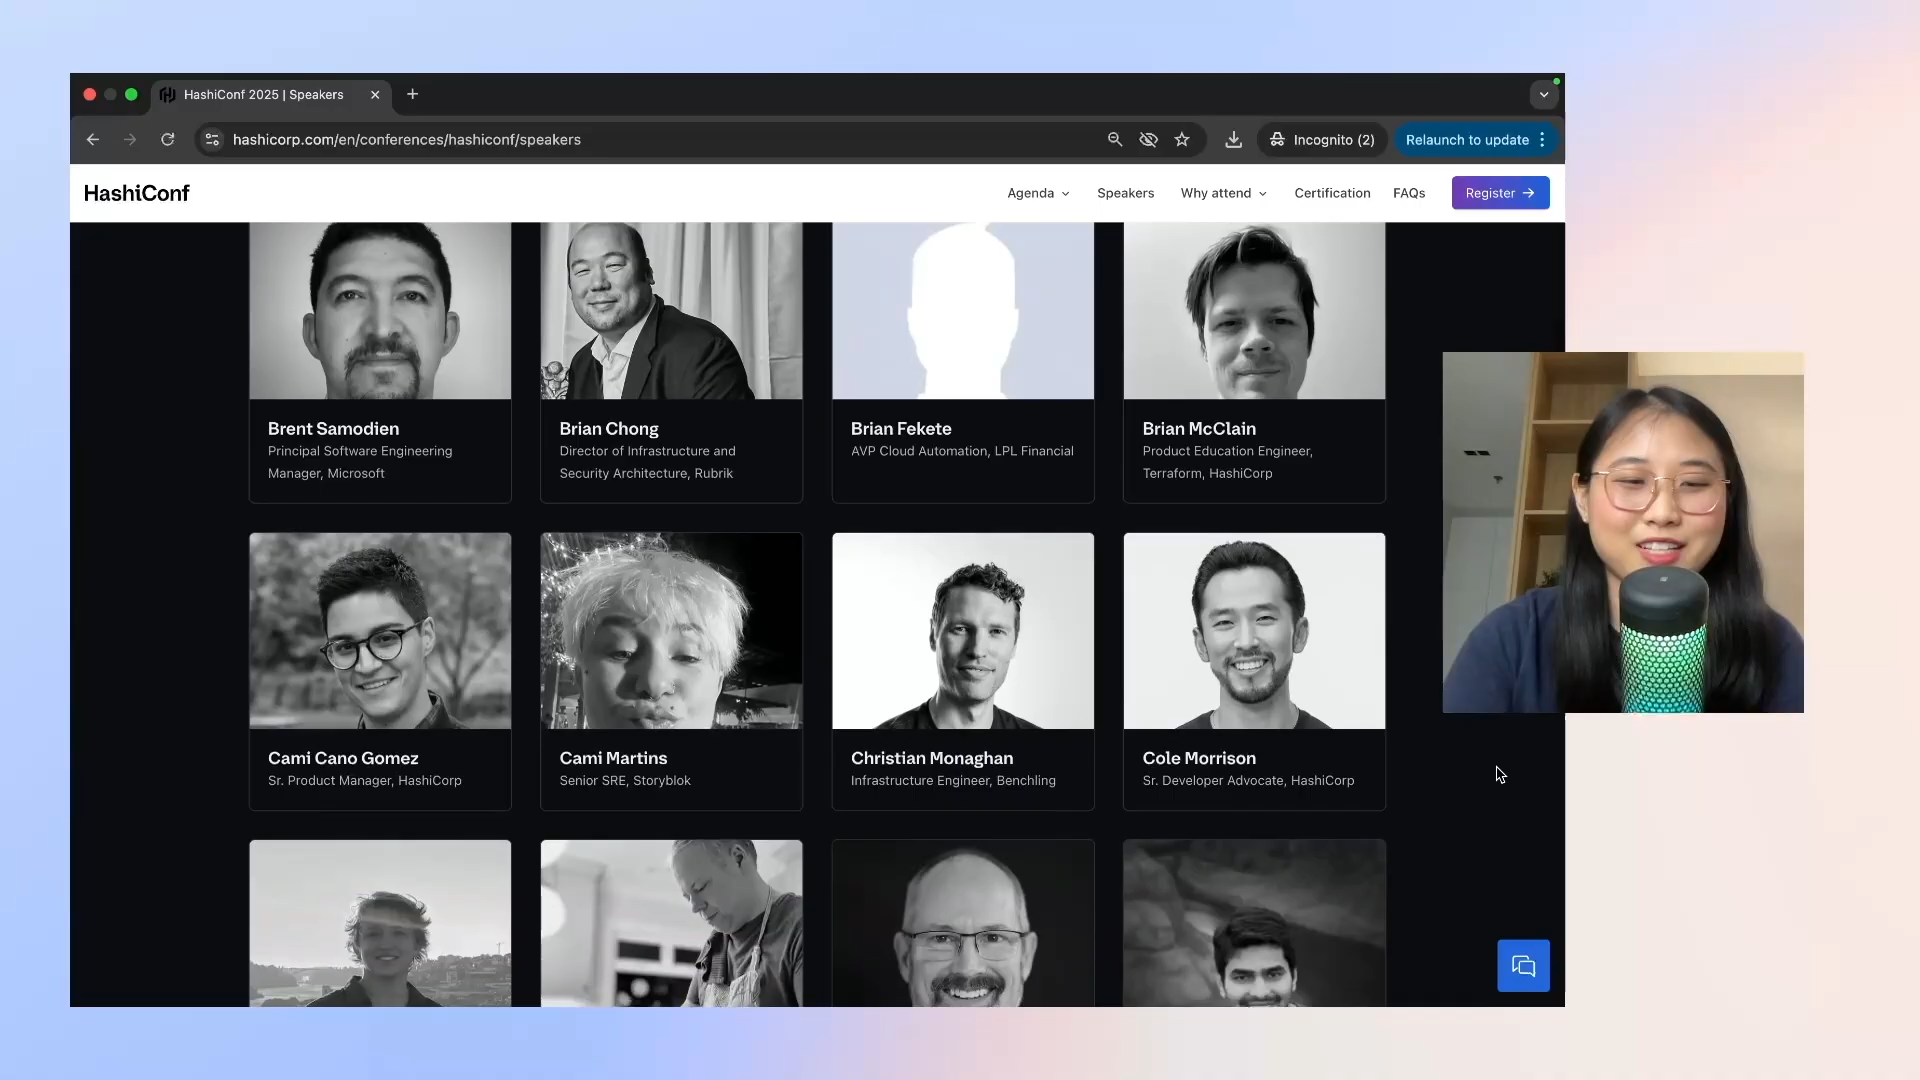 HashiConf 2025 | Speakers
hashicorp.com/en/conferences/hashiconf/speakers
Incognito (2)
Relaunch to update
HashiConf
Agenda
Speakers
Why attend
Certification
FAQs
Register
Brent Samodien
Principal Software Engineering
Manager, Microsoft
Brian Chong
Director of Infrastructure and
Security Architecture, Rubrik
Brian Fekete
AVP Cloud Automation, LPL Financial
Brian McClain
Product Education Engineer,
Terraform, HashiCorp
Cami Cano Gomez
Sr. Product Manager, HashiCorp
Cami Martins
Senior SRE, Storyblok
Christian Monaghan
Infrastructure Engineer, Benchling
Cole Morrison
Sr. Developer Advocate, HashiCorp